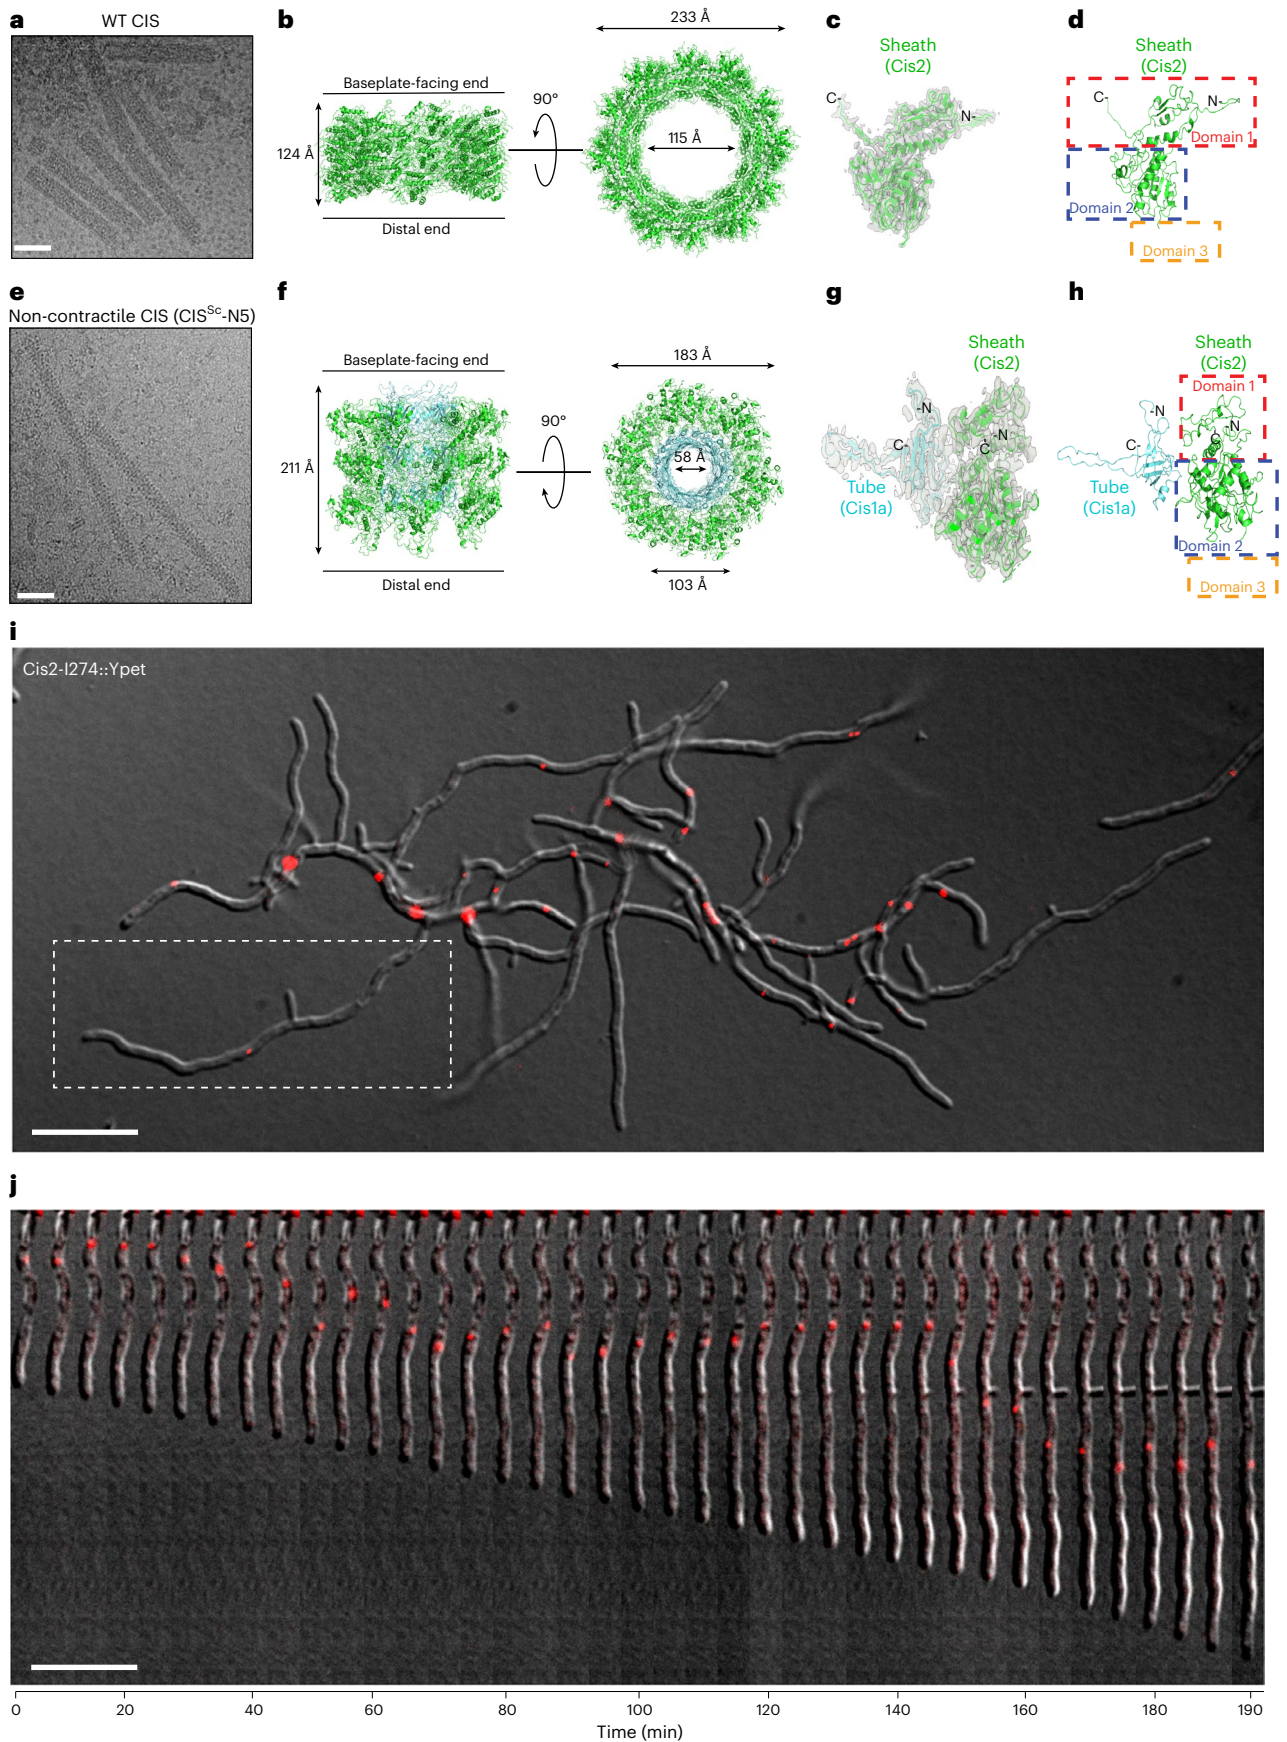 a
WT CIS
b
233 Å
Baseplate-facing end
124 Å
90°
115 Å
Distal end
c
Sheath
(Cis2)
C-
N-
d
Sheath
(Cis2)
C-
N-
Domain 1
Domain 2
Domain 3
e
Non-contractile CIS (CIS^Sc-N5)
f
183 Å
Baseplate-facing end
211 Å
90°
58 Å
Distal end
103 Å
g
Sheath
(Cis2)
-N
C-
-N
C-
Tube
(Cis1a)
h
Sheath
(Cis2)
Domain 1
-N
C-
-N
C-
Tube
(Cis1a)
Domain 2
Domain 3
i
Cis2-I274::Ypet
j
0 20 40 60 80 100 120 140 160 180 190
Time (min)